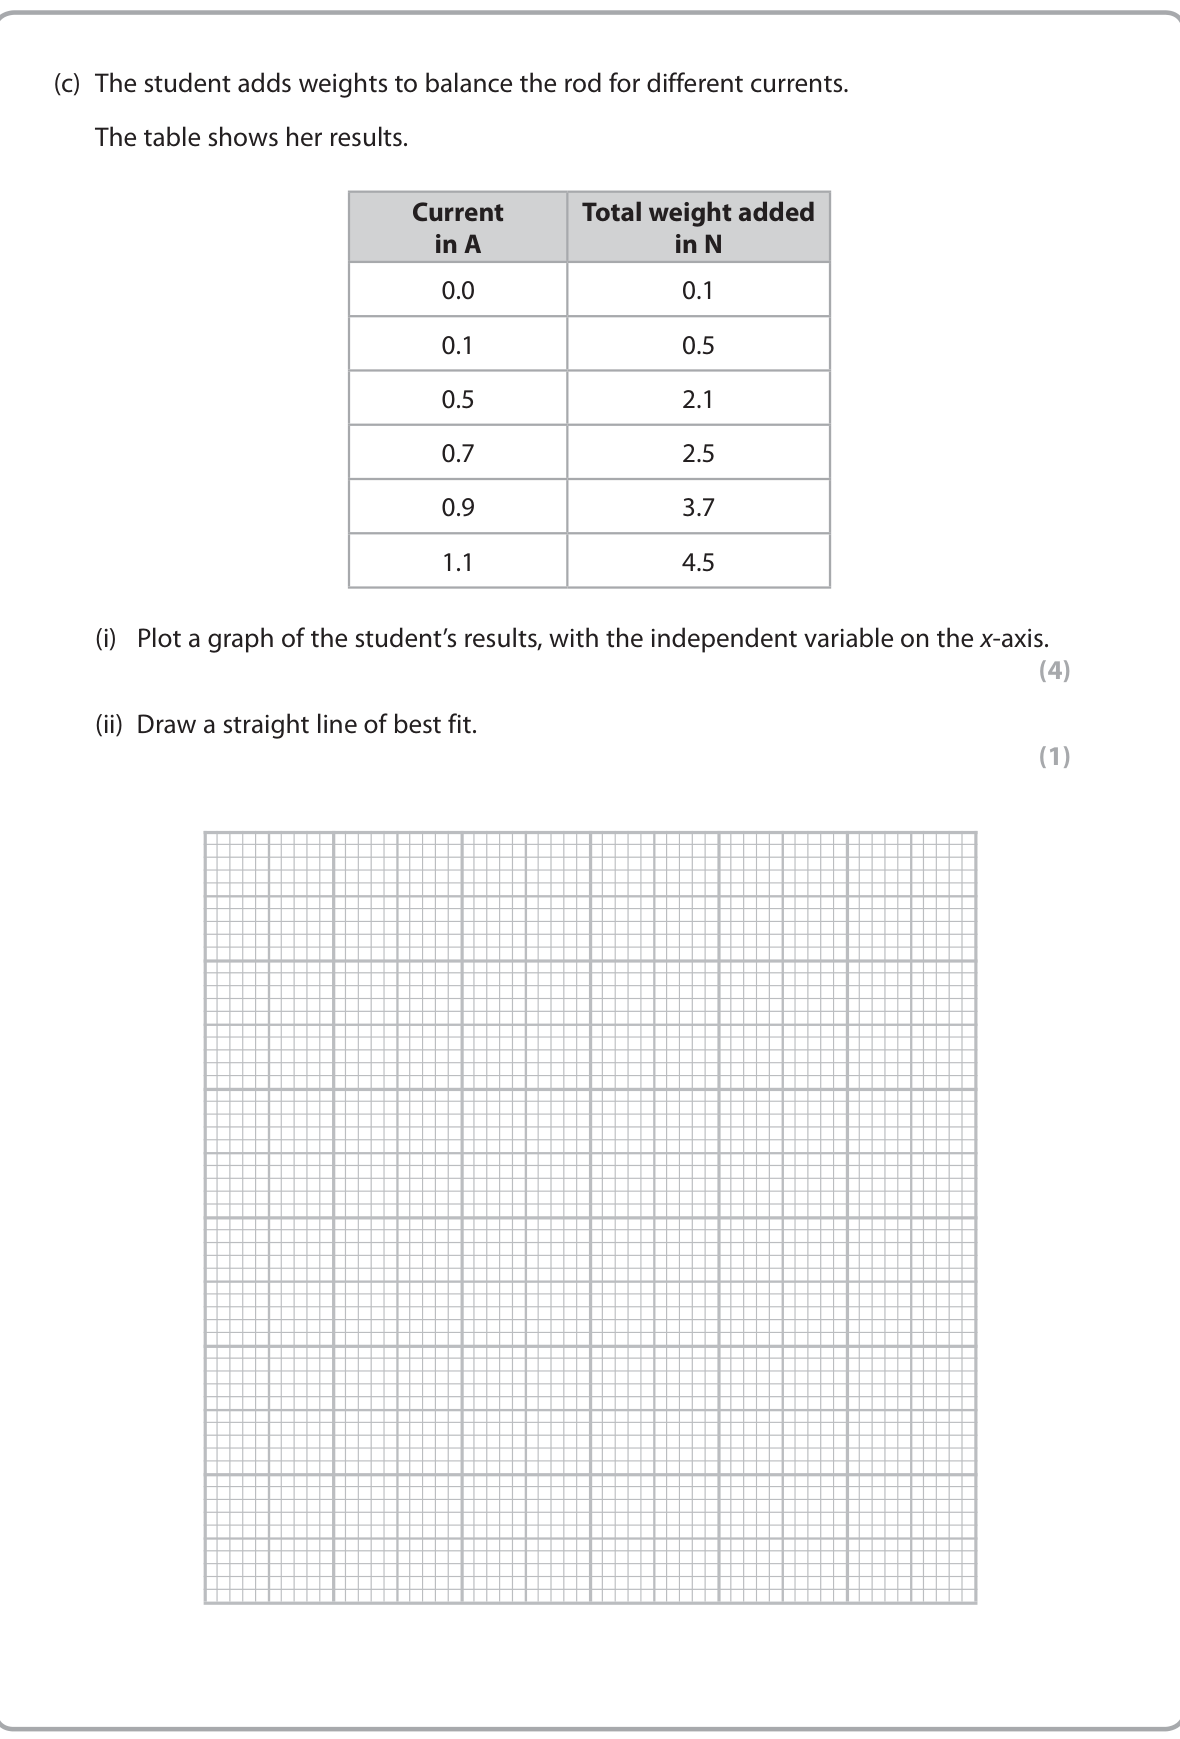 (c) The student adds weights to balance the rod for different currents.
The table shows her results.
Current in A Total weight added in N
0.0 0.1
0.1 0.5
0.5 2.1
0.7 2.5
0.9 3.7
1.1 4.5
(i) Plot a graph of the student’s results, with the independent variable on the x-axis.
(4)
(ii) Draw a straight line of best fit.
(1)